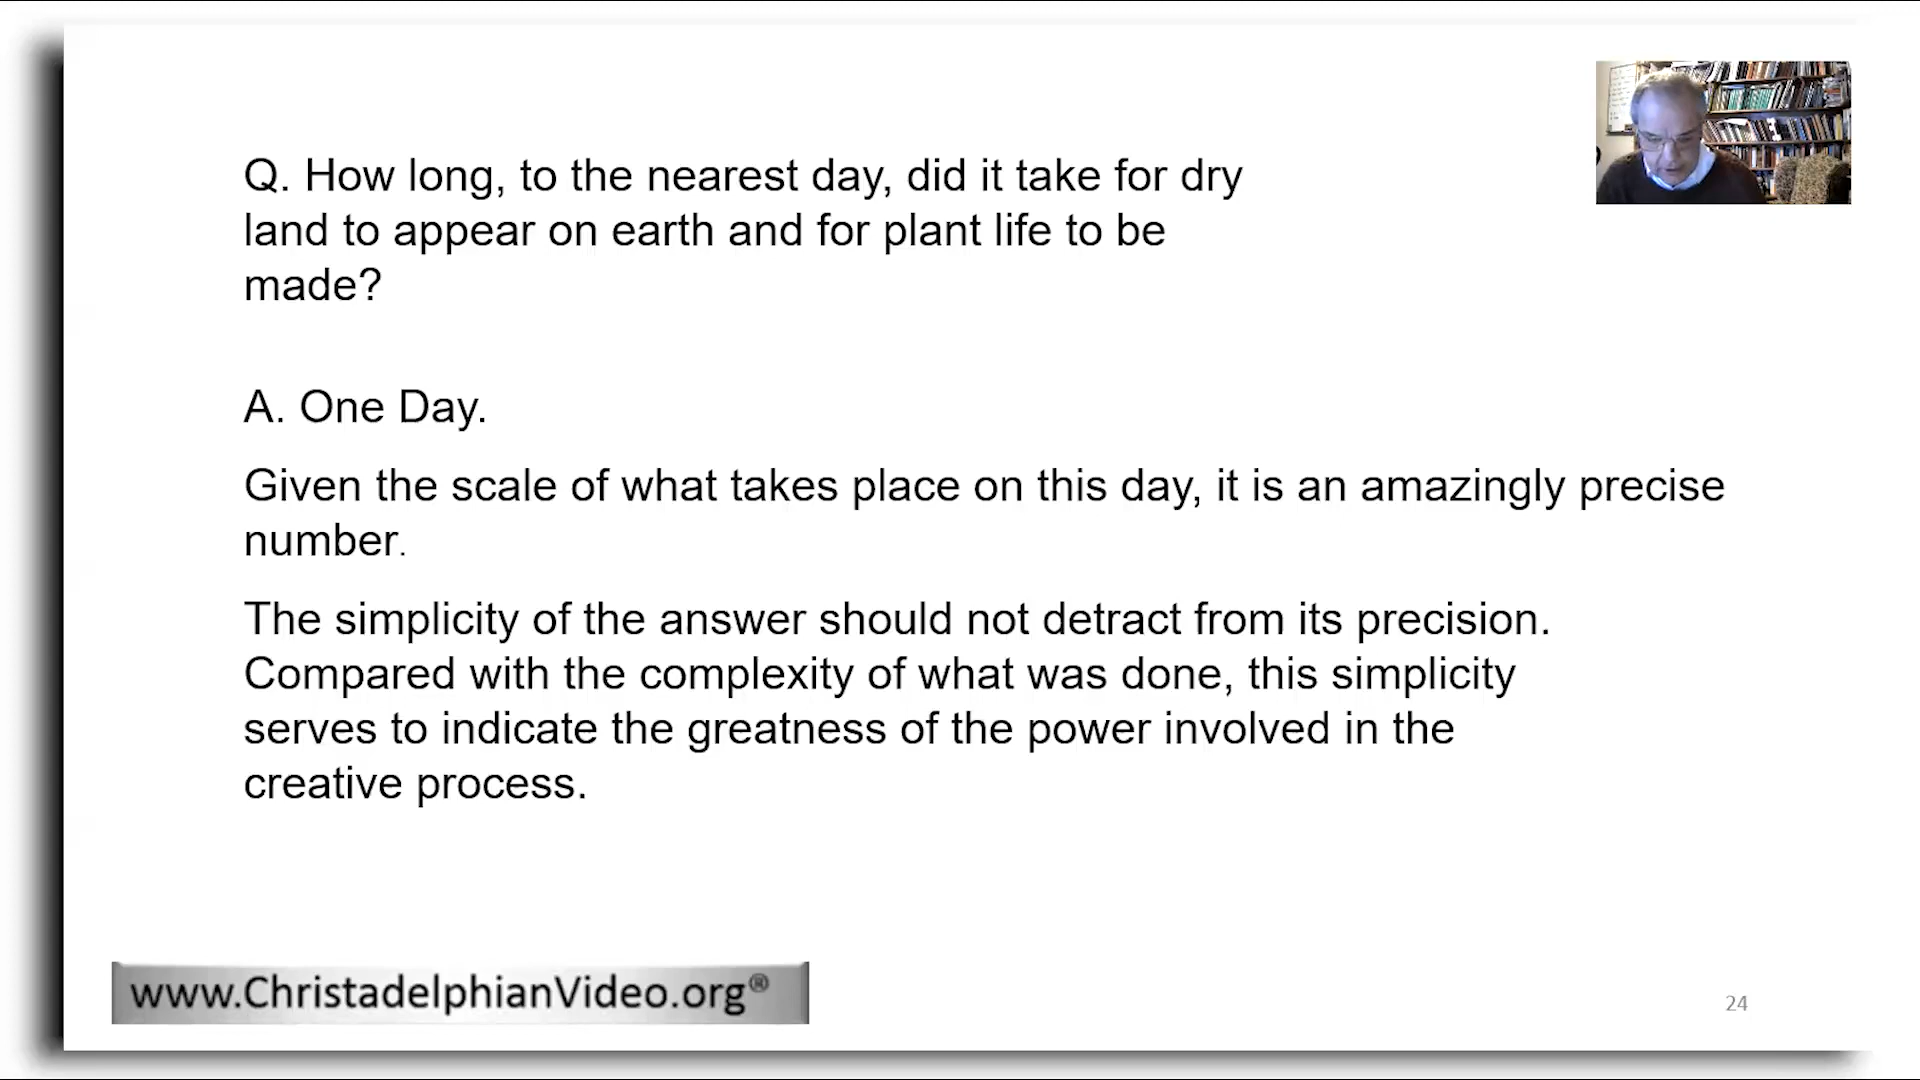 Q. How long, to the nearest day, did it take for dry
land to appear on earth and for plant life to be
made?
A. One Day.
Given the scale of what takes place on this day, it is an amazingly precise
number.
The simplicity of the answer should not detract from its precision.
Compared with the complexity of what was done, this simplicity
serves to indicate the greatness of the power involved in the
creative process.
www.ChristadelphianVideo.org®
24